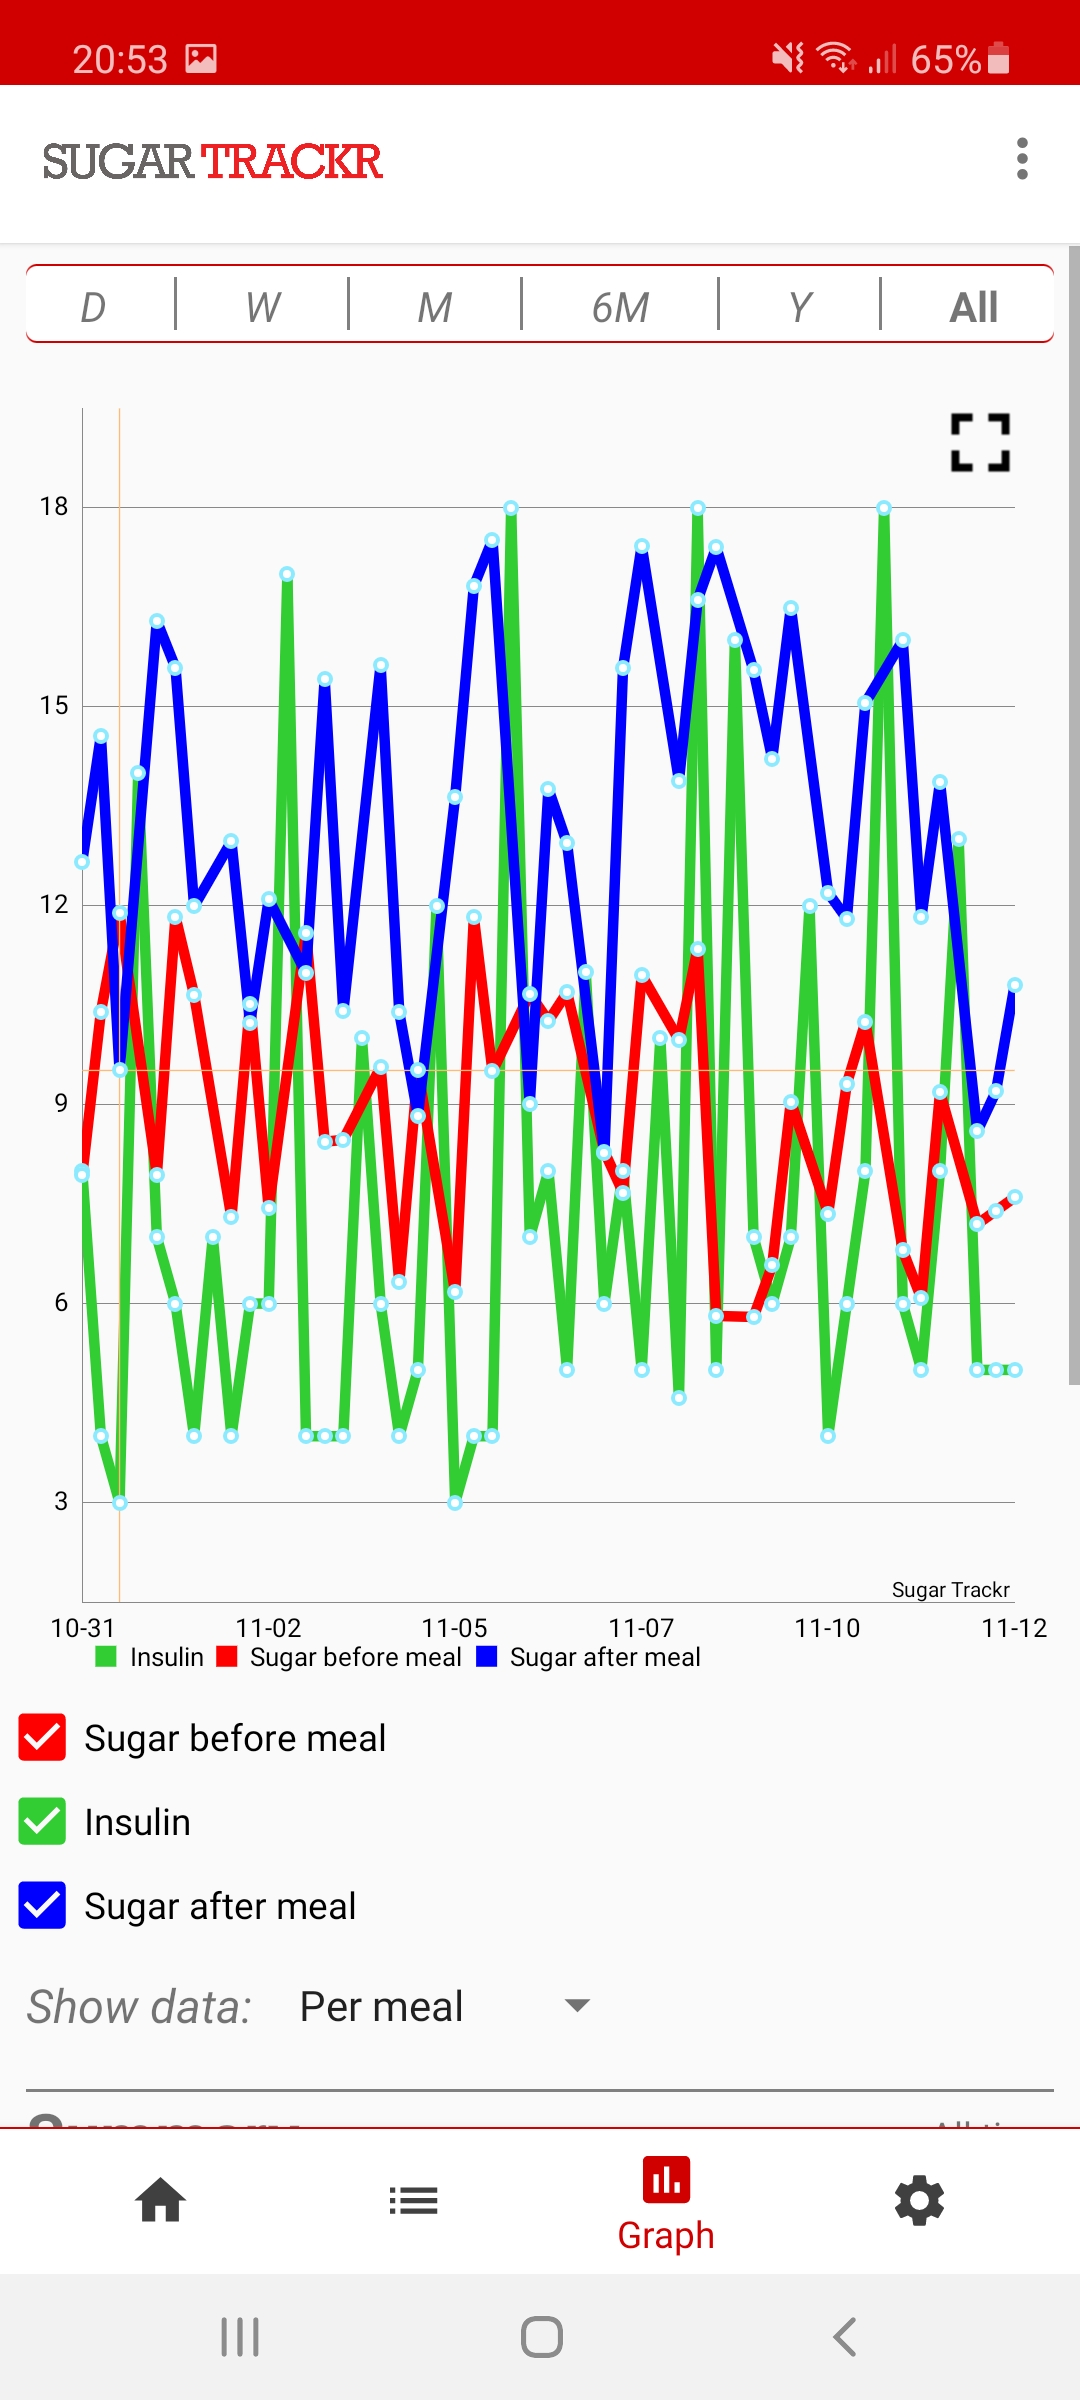 20:53 65%
SUGAR TRACKR
D W M 6M Y All
18
15
12
9
6
3
Sugar Trackr
10-31 11-02 11-05 11-07 11-10 11-12
Insulin Sugar before meal Sugar after meal
Sugar before meal
Insulin
Sugar after meal
Show data: Per meal
Graph